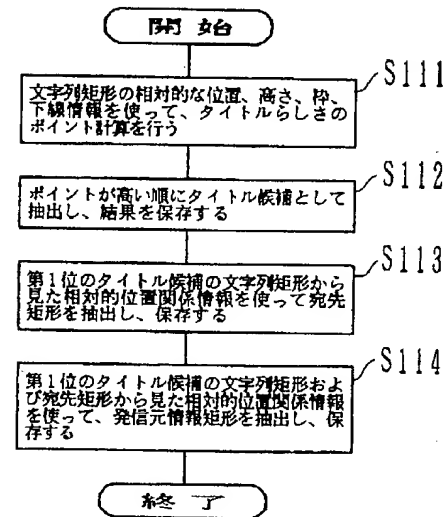 開始
S111
文字列矩形の相対的な位置、高さ、枠、
下線情報を使って、タイトルらしさの
ポイント計算を行う
S112
ポイントが高い順にタイトル候補として
抽出し、結果を保存する
S113
第1位のタイトル候補の文字列矩形から
見た相対的位置関係情報を使って宛先
矩形を抽出し、保存する
S114
第1位のタイトル候補の文字列矩形およ
び宛先矩形から見た相対的位置関係情報
を使って、発信元情報矩形を抽出し、保
存する
終了